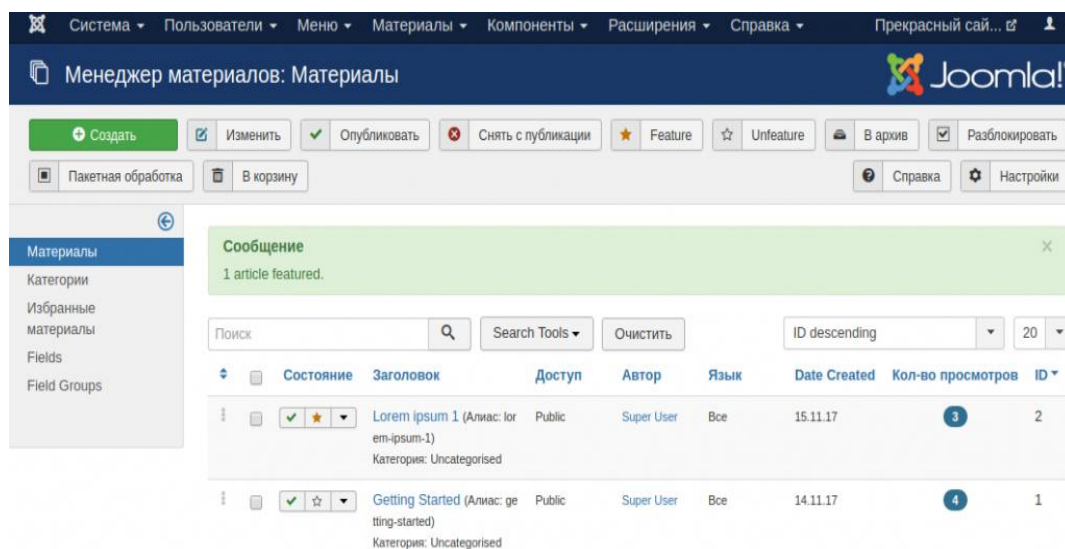 Система Пользователи Меню Материалы Компоненты Расширения Справка Прекрасный сай...
Менеджер материалов: Материалы Joomla!
Создать Изменить Опубликовать Снять с публикации Feature Unfeature В архив Разблокировать
Пакетная обработка В корзину Справка Настройки
Материалы
Категории
Избранные
материалы
Fields
Field Groups
Сообщение
1 article featured.
Поиск Search Tools Очистить ID descending 20
Состояние Заголовок Доступ Автор Язык Date Created Кол-во просмотров ID
Lorem ipsum 1 (Алиас: lor Public Super User Все 15.11.17 3 2
em-ipsum-1)
Категория: Uncategorised
Getting Started (Алиас: ge Public Super User Все 14.11.17 4 1
tting-started)
Категория: Uncategorised